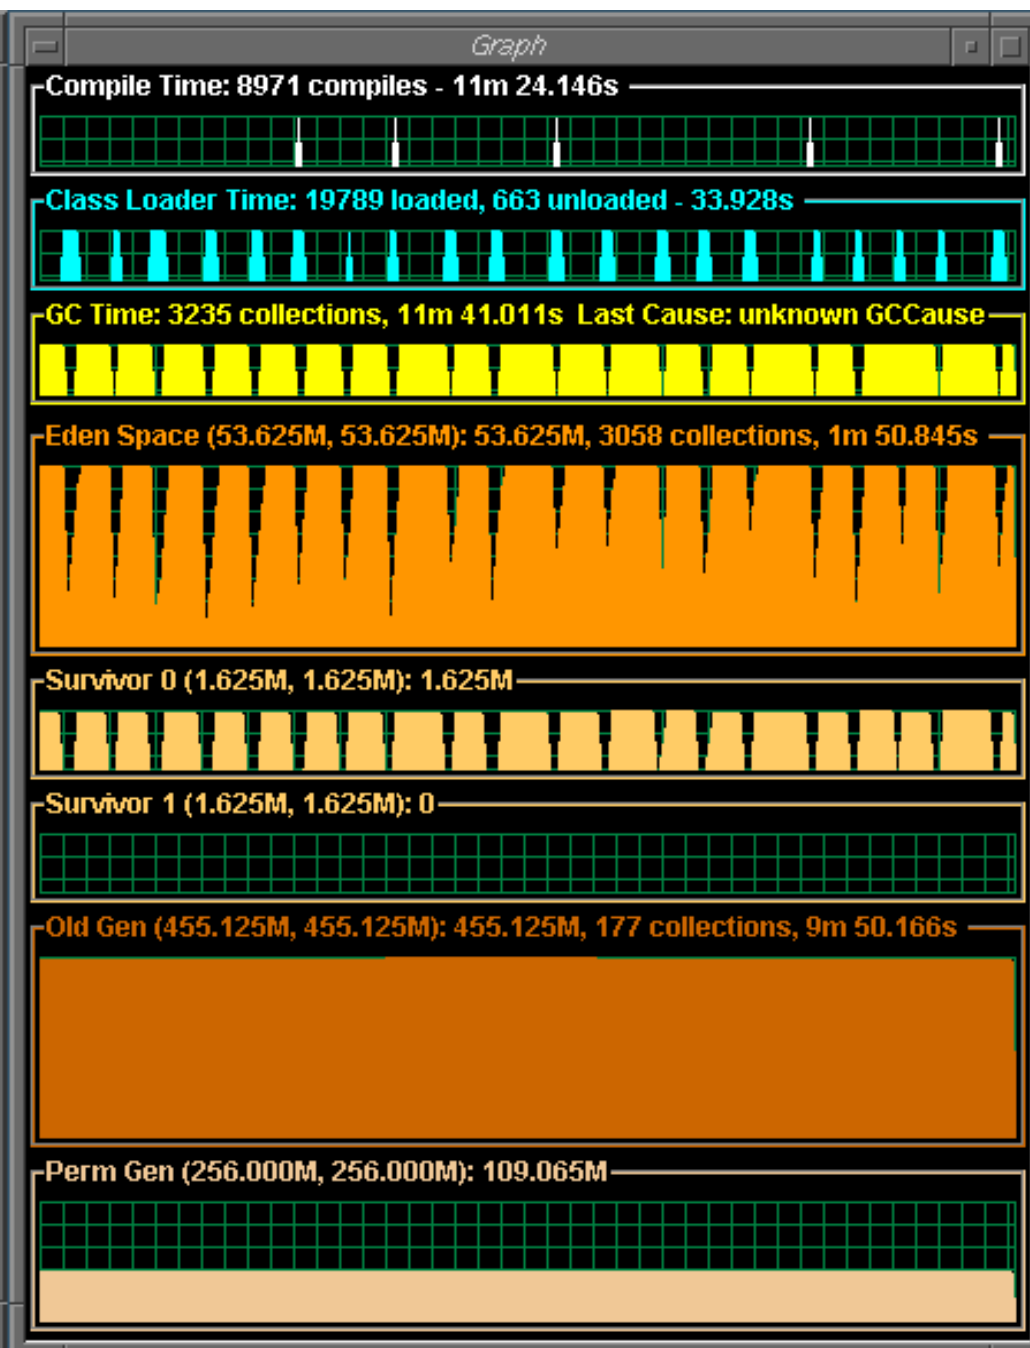 Graph
Compile Time: 8971 compiles - 11m 24.146s
Class Loader Time: 19789 loaded, 663 unloaded - 33.928s
GC Time: 3235 collections, 11m 41.011s Last Cause: unknown GCCause
Eden Space (53.625M, 53.625M): 53.625M, 3058 collections, 1m 50.845s
Survivor 0 (1.625M, 1.625M): 1.625M
Survivor 1 (1.625M, 1.625M): 0
Old Gen (455.125M, 455.125M): 455.125M, 177 collections, 9m 50.166s
Perm Gen (256.000M, 256.000M): 109.065M